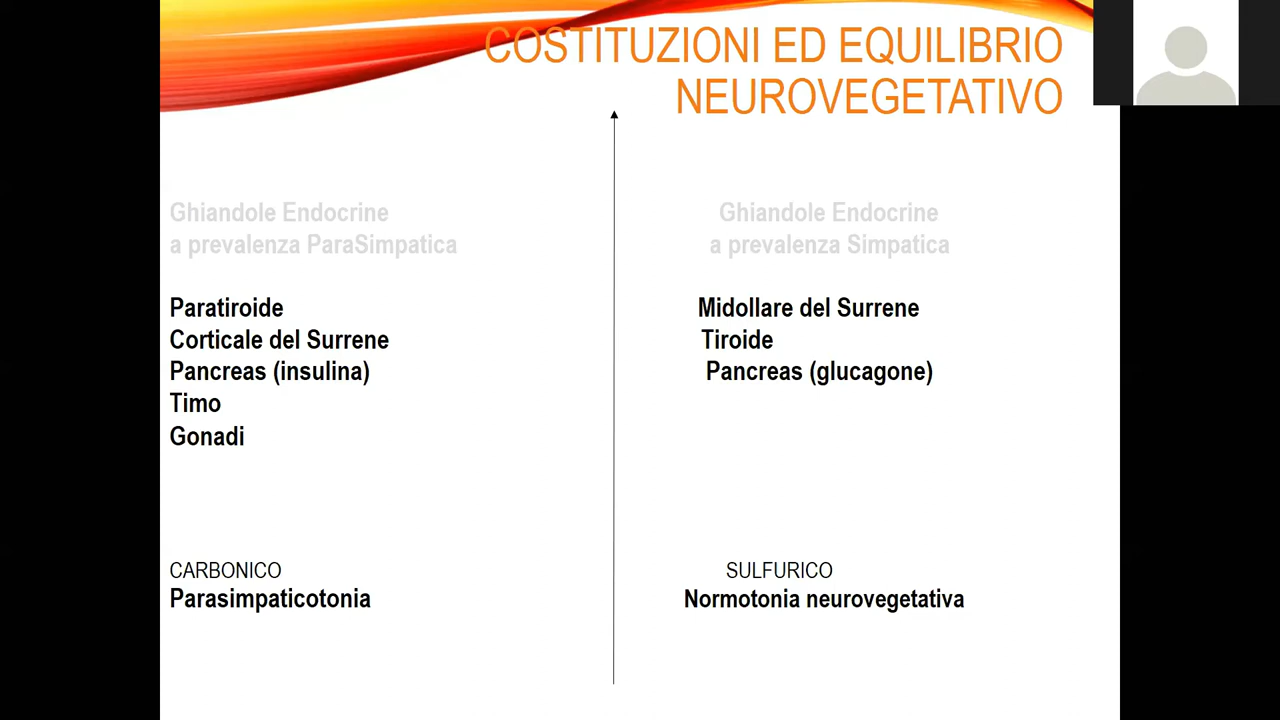 COSTITUZIONI ED EQUILIBRIO
NEUROVEGETATIVO
Ghiandole Endocrine
a prevalenza ParaSimpatica
Paratiroide
Corticale del Surrene
Pancreas (insulina)
Timo
Gonadi
CARBONICO
Parasimpaticotonia
Ghiandole Endocrine
a prevalenza Simpatica
Midollare del Surrene
Tiroide
Pancreas (glucagone)
SULFURICO
Normotonia neurovegetativa